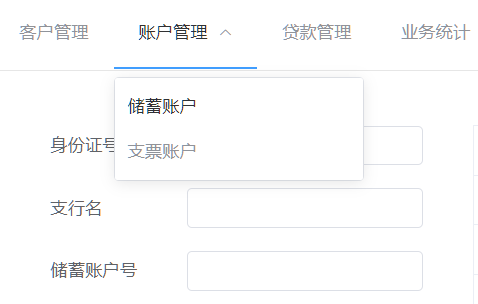 客户管理 账户管理 贷款管理 业务统计
储蓄账户
身份证号
支票账户
支行名
储蓄账户号